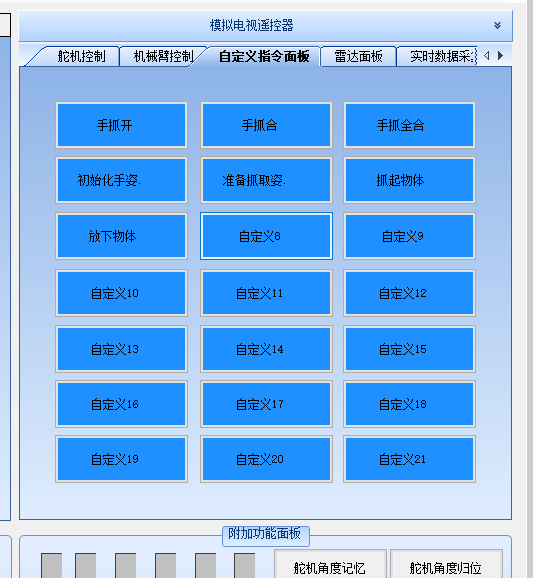 模拟电视遥控器
舵机控制 机械臂控制 自定义指令面板 雷达面板 实时数据采
手抓开 手抓合 手抓全合
初始化手姿. 准备抓取姿. 抓起物体
放下物体 自定义8 自定义9
自定义10 自定义11 自定义12
自定义13 自定义14 自定义15
自定义16 自定义17 自定义18
自定义19 自定义20 自定义21
附加功能面板
舵机角度记忆 舵机角度归位